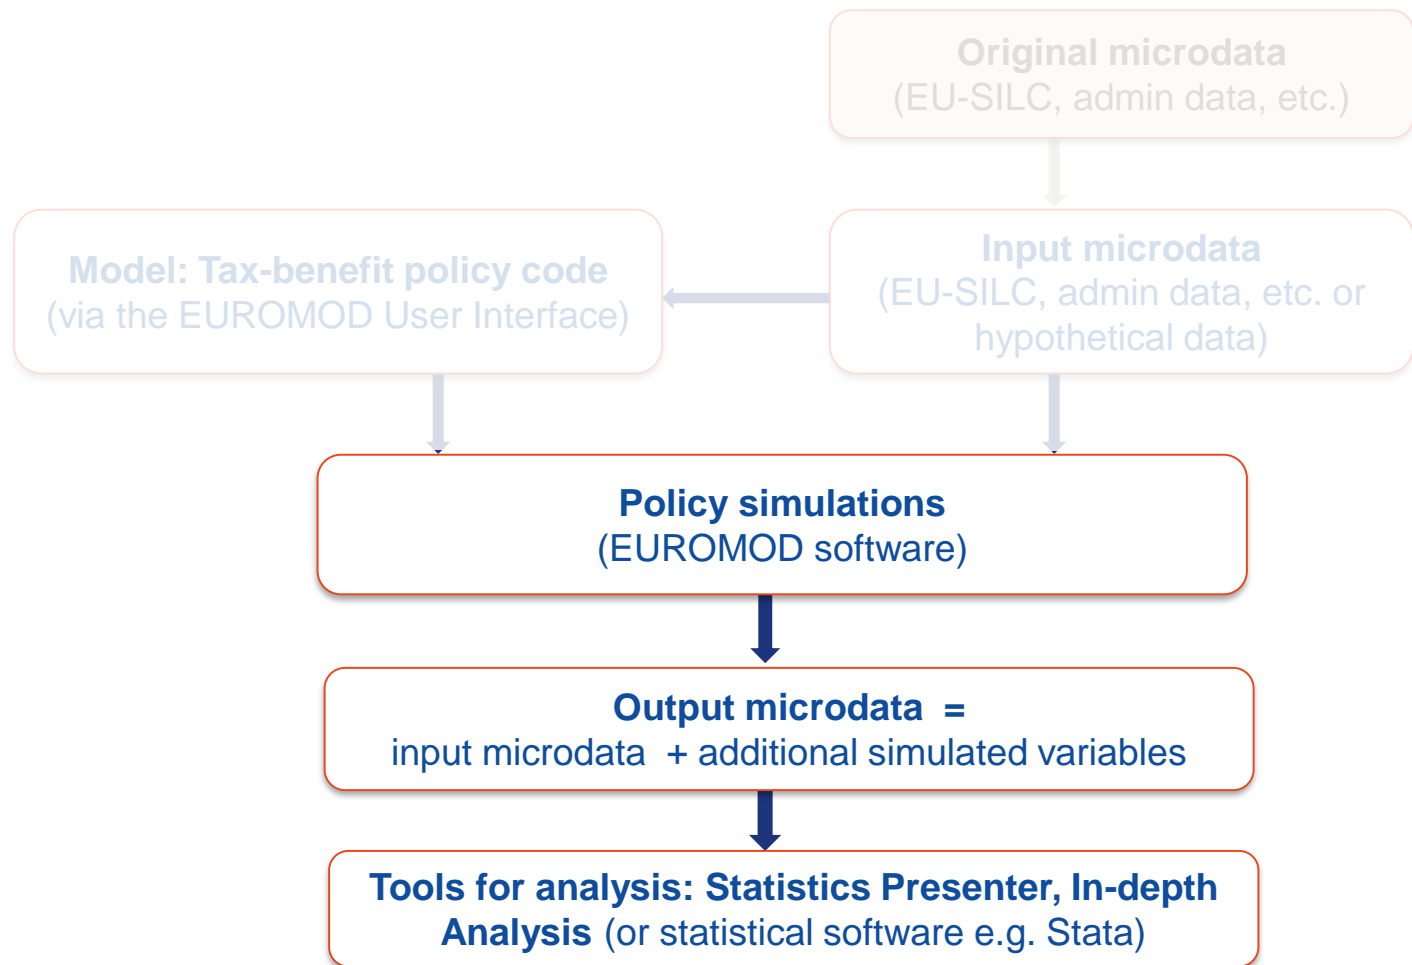 Original microdata
(EU-SILC, admin data, etc.)
Model: Tax-benefit policy code
(via the EUROMOD User Interface)
Input microdata
(EU-SILC, admin data, etc. or
hypothetical data)
Policy simulations
(EUROMOD software)
Output microdata =
input microdata + additional simulated variables
Tools for analysis: Statistics Presenter, In-depth
Analysis (or statistical software e.g. Stata)